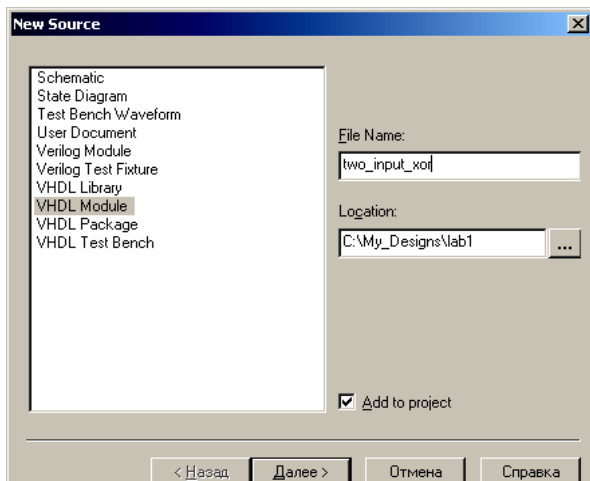 New Source
Schematic
State Diagram
Test Bench Waveform
User Document
Verilog Module
Verilog Test Fixture
VHDL Library
VHDL Module
VHDL Package
VHDL Test Bench
File Name:
two_input_xor
Location:
C:\My_Designs\lab1
...
Add to project
< Назад
Далее >
Отмена
Справка